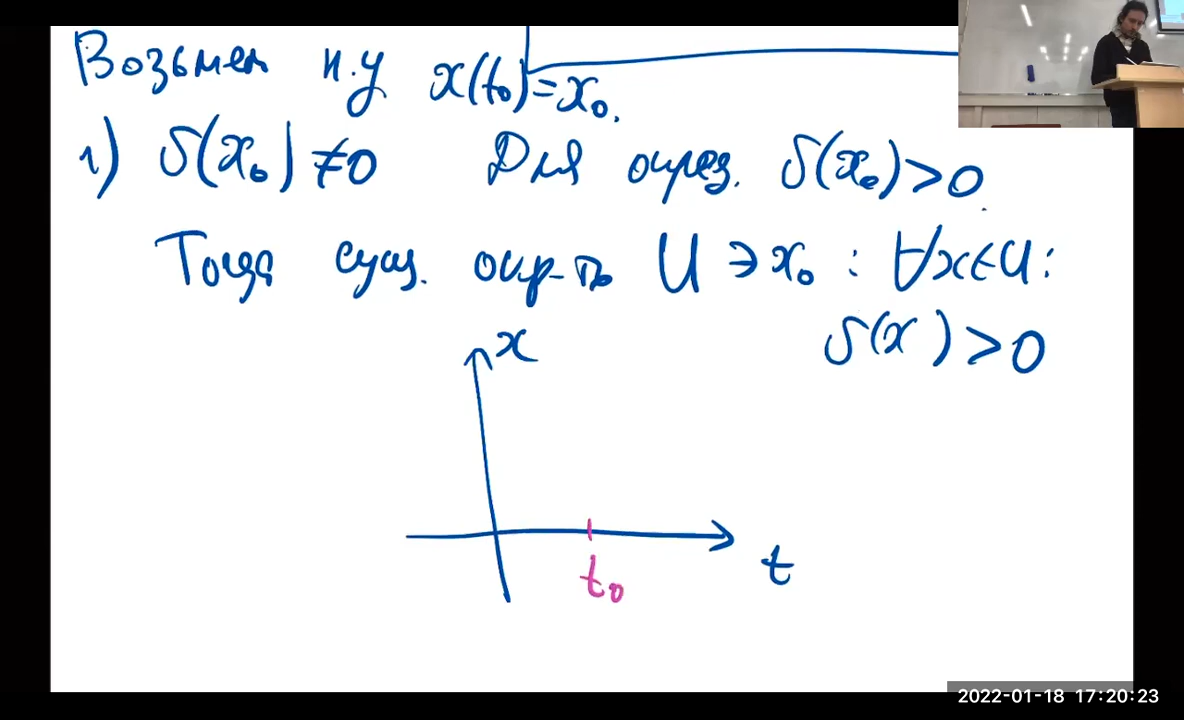 Возьмем н.у x(t₀)=x₀.
1) f(x₀)≠0 Для опред. f(x₀)>0.
Тогда сущ. окр-ть U∋x₀ : ∀x∈U:
f(x)>0
x
t
t₀
2022-01-18 17:20:23